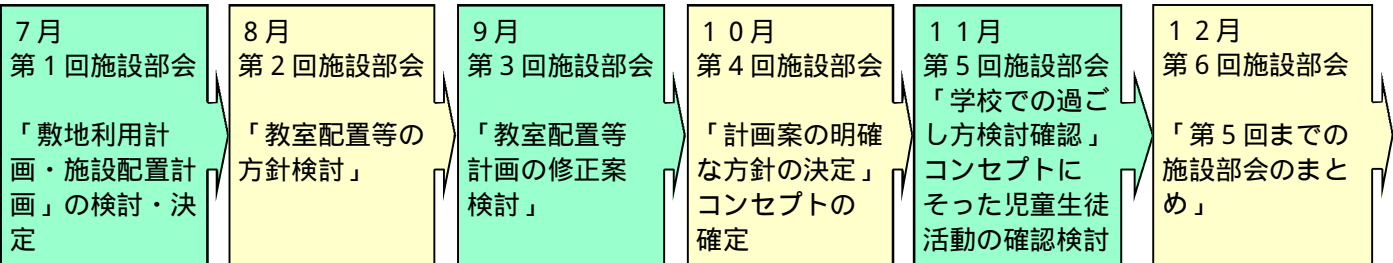 ７月
第１回施設部会
「敷地利用計
画・施設配置計
画」の検討・決
定
８月
第２回施設部会
「教室配置等の
方針検討」
９月
第３回施設部会
「教室配置等
計画の修正案
検討」
１０月
第４回施設部会
「計画案の明確
な方針の決定」
コンセプトの
確定
１１月
第５回施設部会
「学校での過ご
し方検討確認」
コンセプトに
そった児童生徒
活動の確認検討
１２月
第６回施設部会
「第５回までの
施設部会のまと
め」